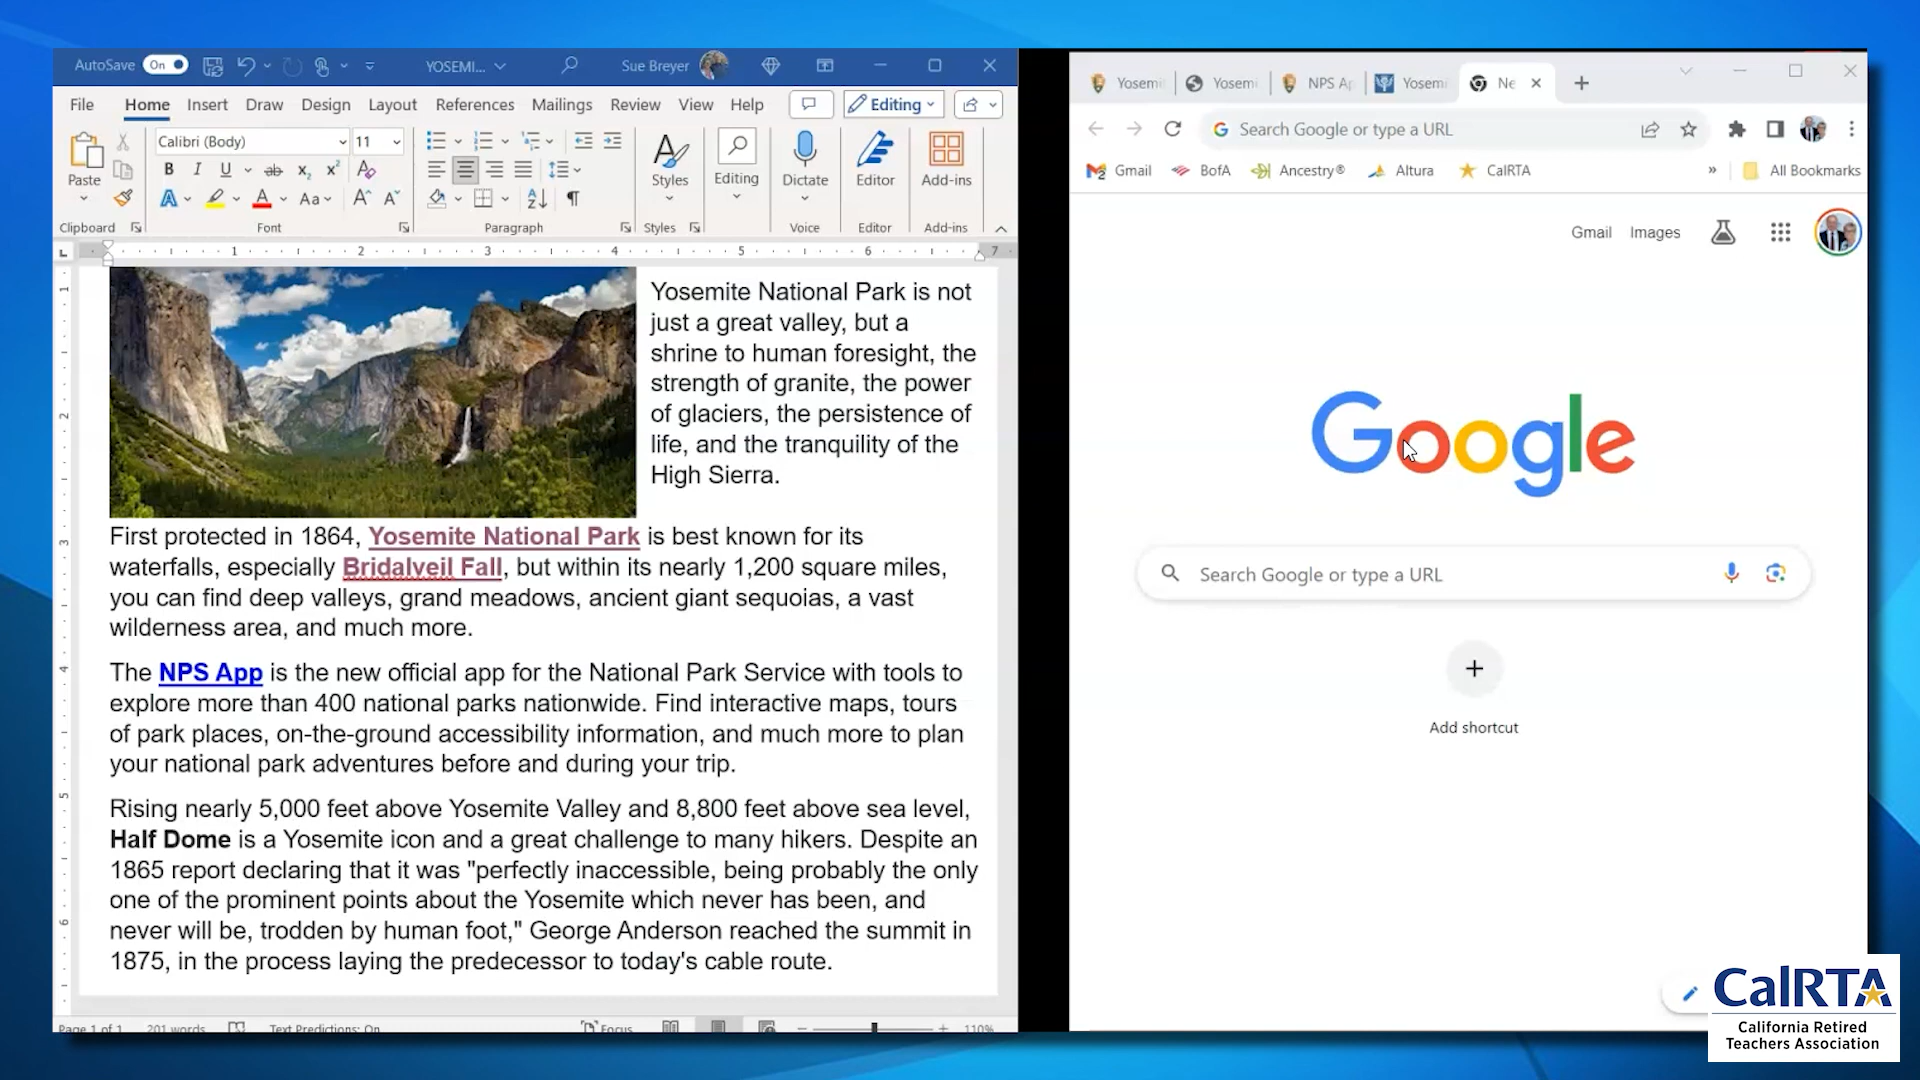 AutoSave On YOSEMI... Sue Breyer
File Home Insert Draw Design Layout References Mailings Review View Help Editing
Calibri (Body) 11
Paste Styles Editing Dictate Editor Add-ins
Clipboard Font Paragraph Styles Voice Editor Add-ins
1 2 3 4 5 6 7
Yosemite National Park is not
just a great valley, but a
shrine to human foresight, the
strength of granite, the power
of glaciers, the persistence of
life, and the tranquility of the
High Sierra.
First protected in 1864, Yosemite National Park is best known for its
waterfalls, especially Bridalveil Fall, but within its nearly 1,200 square miles,
you can find deep valleys, grand meadows, ancient giant sequoias, a vast
wilderness area, and much more.
The NPS App is the new official app for the National Park Service with tools to
explore more than 400 national parks nationwide. Find interactive maps, tours
of park places, on-the-ground accessibility information, and much more to plan
your national park adventures before and during your trip.
Rising nearly 5,000 feet above Yosemite Valley and 8,800 feet above sea level,
Half Dome is a Yosemite icon and a great challenge to many hikers. Despite an
1865 report declaring that it was "perfectly inaccessible, being probably the only
one of the prominent points about the Yosemite which never has been, and
never will be, trodden by human foot," George Anderson reached the summit in
1875, in the process laying the predecessor to today's cable route.
Page 1 of 1 201 words Text Predictions: On Focus 110%
Yosemi Yosemi NPS Ap Yosemi Ne
Search Google or type a URL
Gmail BofA Ancestry® Altura CalRTA » All Bookmarks
Gmail Images
Google
Search Google or type a URL
Add shortcut
CalRTA
California Retired
Teachers Association